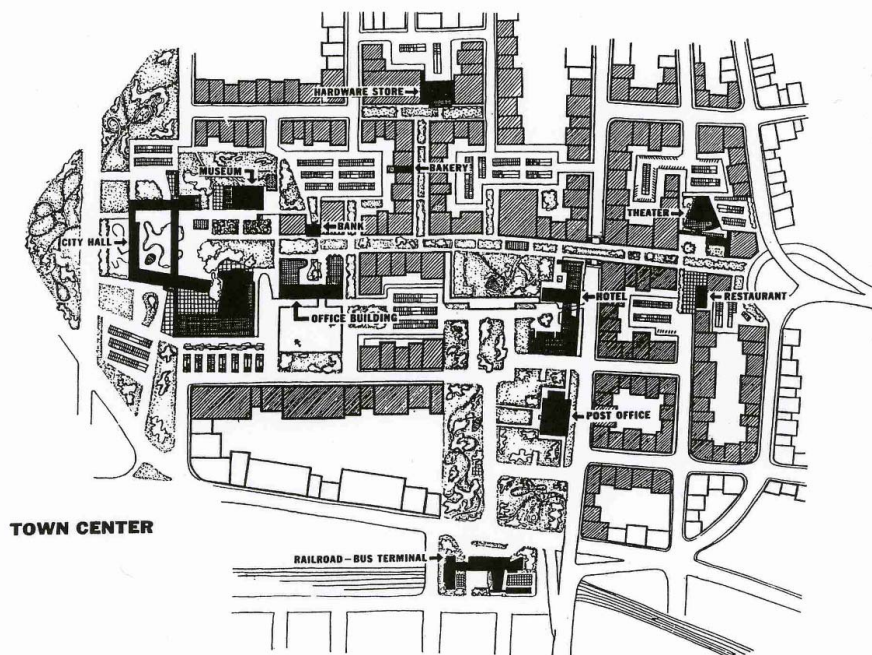 HARDWARE STORE
MUSEUM
BAKERY
THEATER
BANK
CITY HALL
HOTEL
RESTAURANT
OFFICE BUILDING
POST OFFICE
TOWN CENTER
RAILROAD-BUS TERMINAL